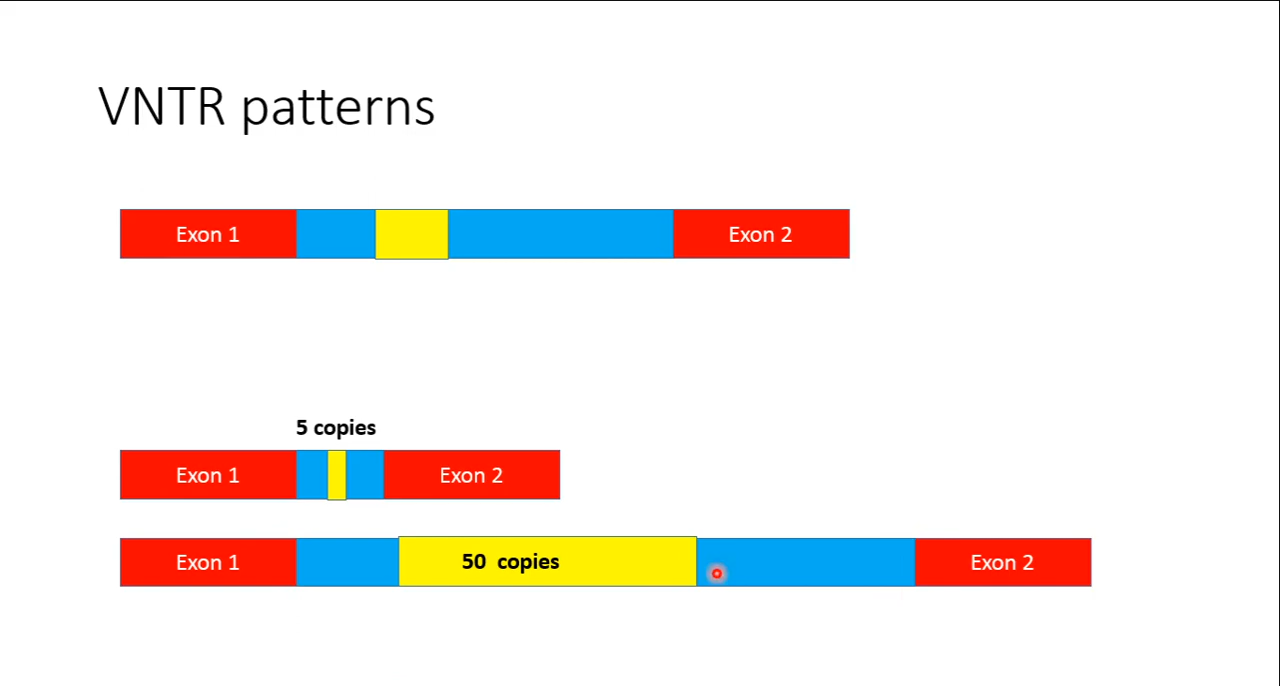 VNTR patterns
Exon 1 Exon 2
5 copies
Exon 1 Exon 2
Exon 1 50 copies Exon 2